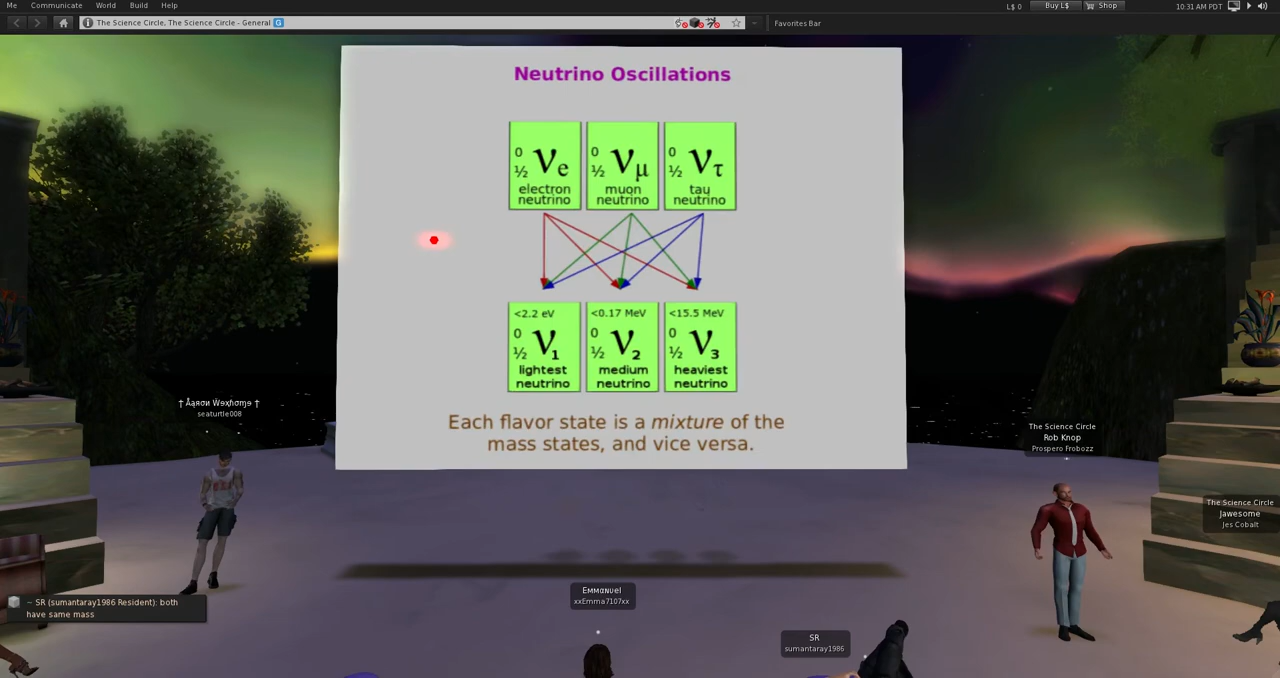 Me Communicate World Build Help
L$ 0 Buy L$ Shop 10:31 AM PDT
The Science Circle, The Science Circle - General G
Favorites Bar
Neutrino Oscillations
0 ½ νe electron neutrino
0 ½ νμ muon neutrino
0 ½ ντ tau neutrino
<2.2 eV 0 ½ ν1 lightest neutrino
<0.17 MeV 0 ½ ν2 medium neutrino
<15.5 MeV 0 ½ ν3 heaviest neutrino
Each flavor state is a mixture of the
mass states, and vice versa.
seaturtle008
The Science Circle
Rob Knop
Prospero Frobozz
The Science Circle
Jawesome
Jes Cobalt
~ SR (sumantaray1986 Resident): both
have same mass
Eммαɴυel
xxEmma7107xx
SR
sumantaray1986